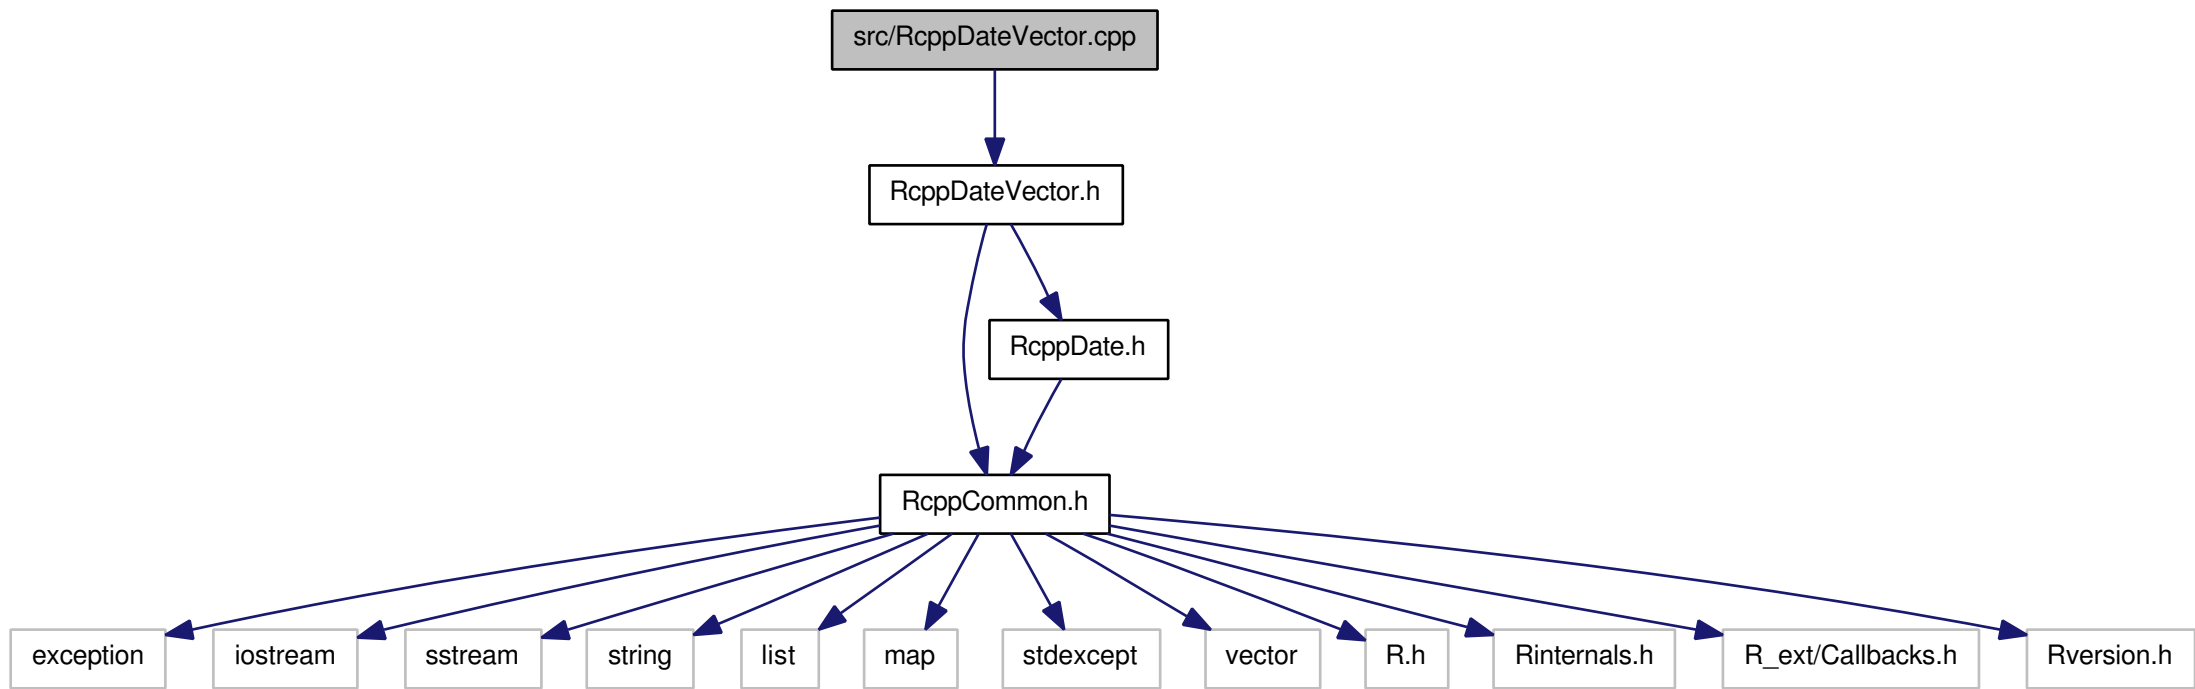 src/RcppDateVector.cpp
RcppDateVector.h
RcppDate.h
RcppCommon.h
exception
iostream
sstream
string
list
map
stdexcept
vector
R.h
Rinternals.h
R_ext/Callbacks.h
Rversion.h